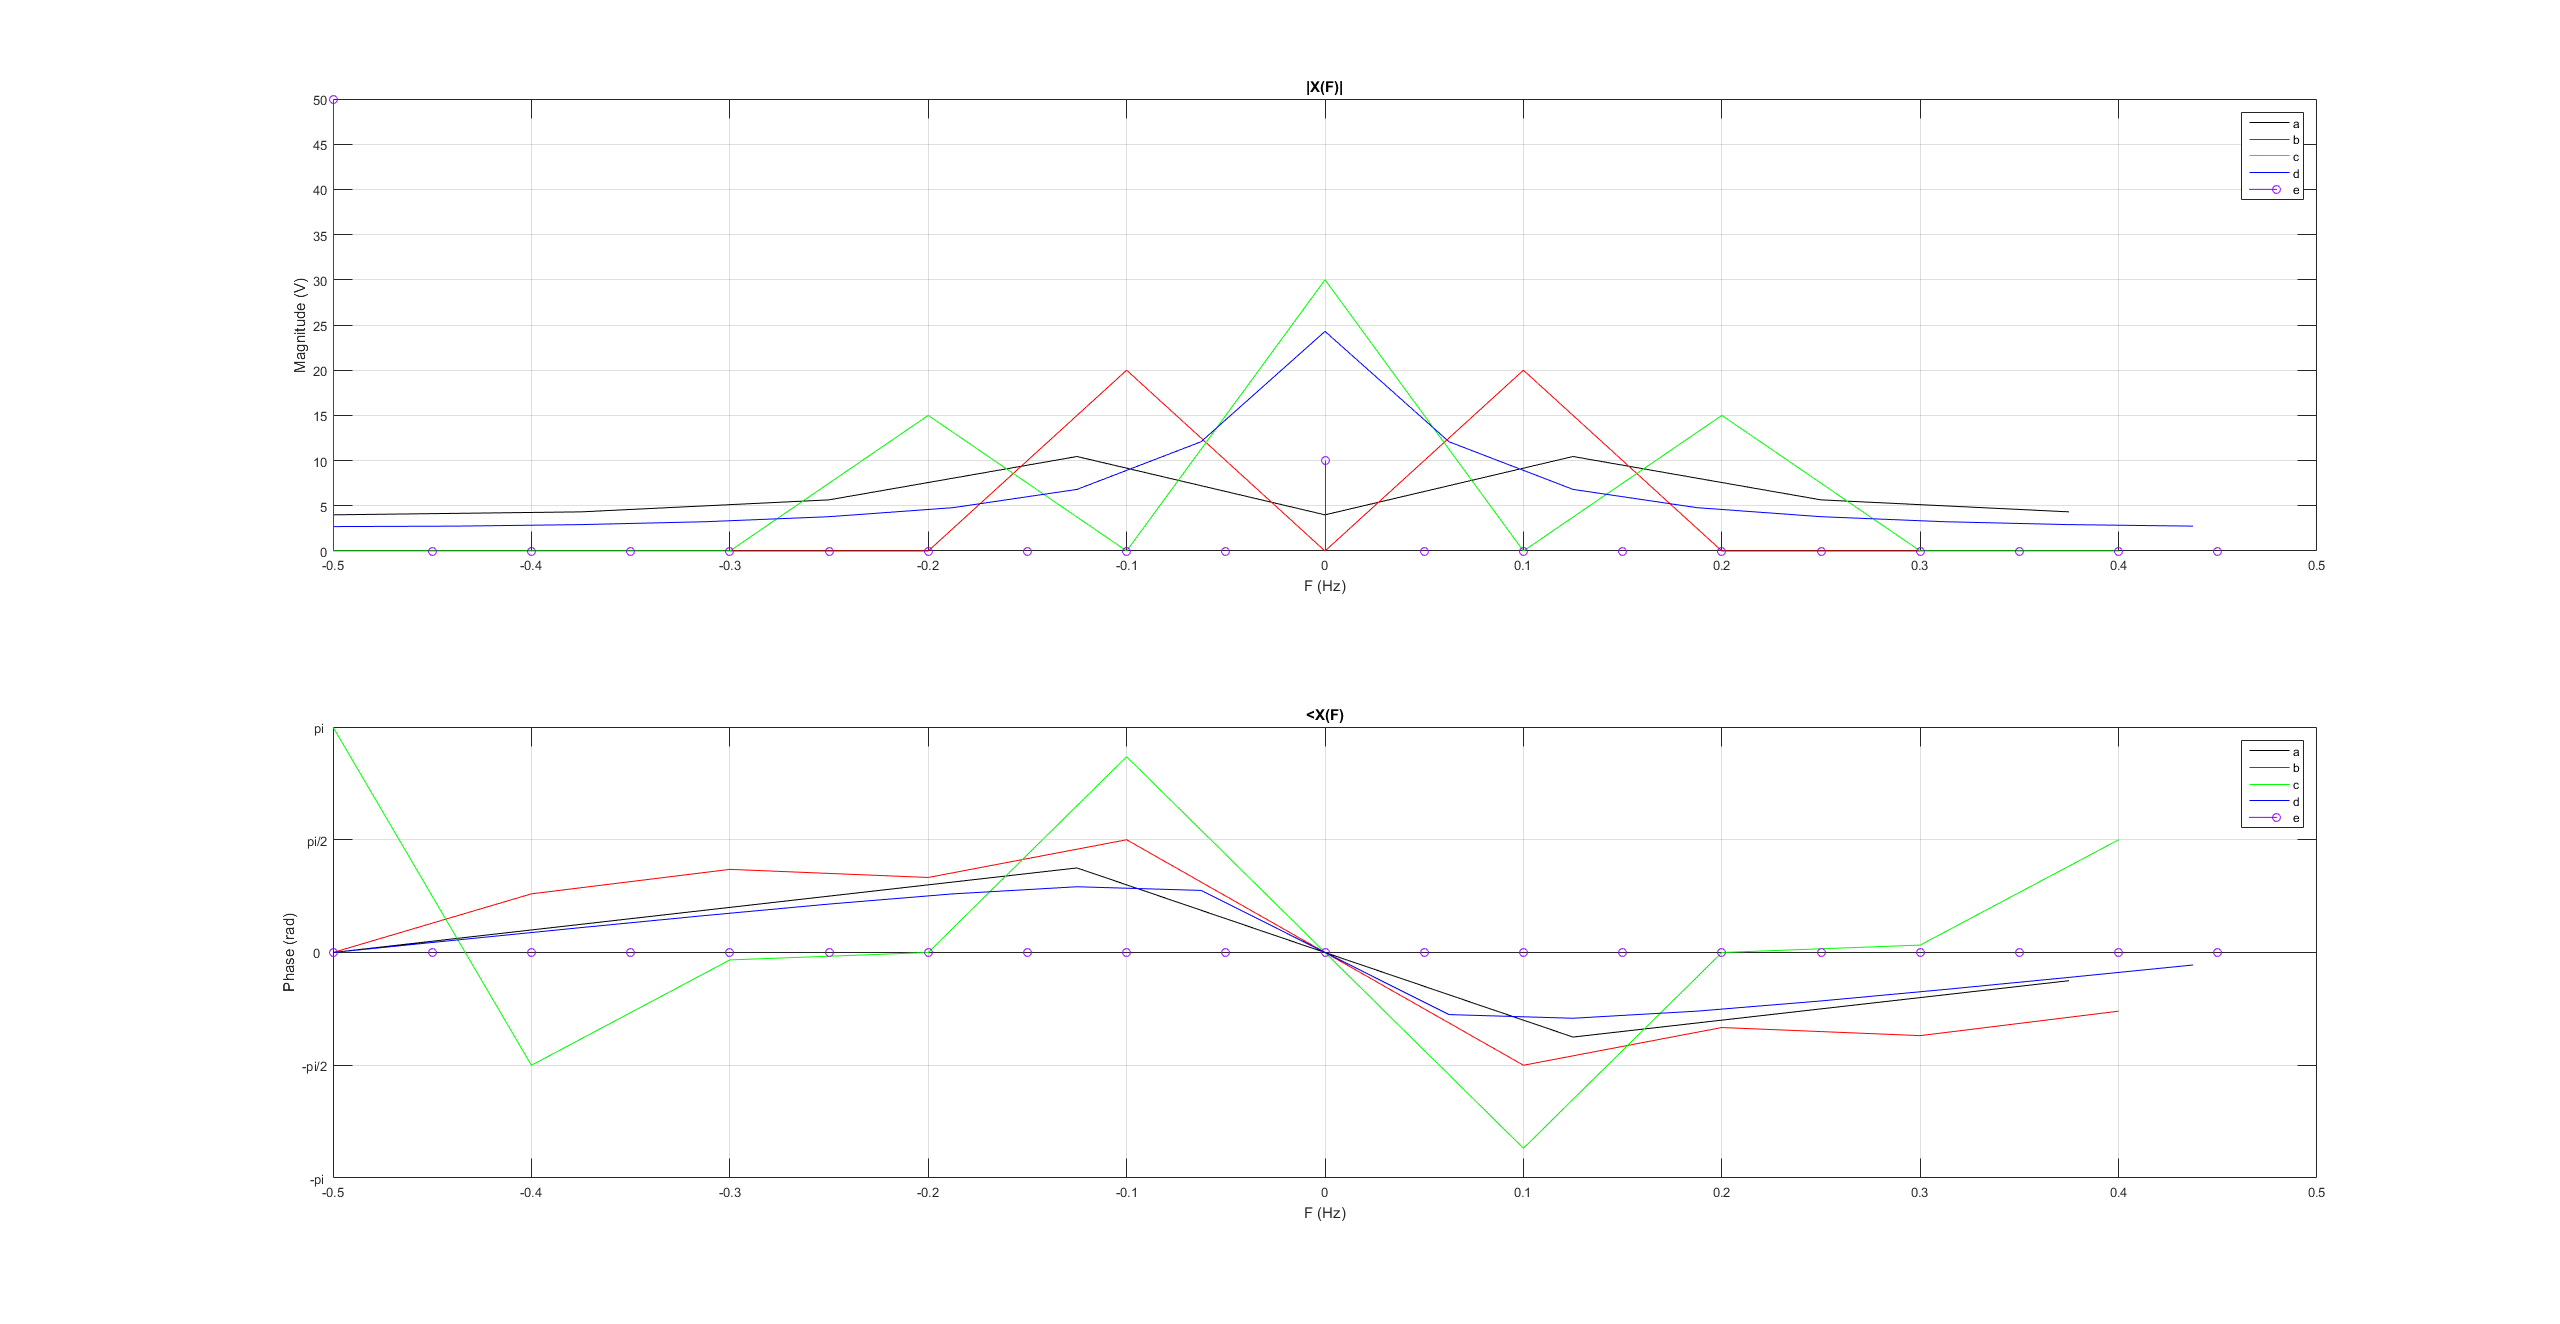 |X(F)|
50
45
40
35
30
25
20
15
10
5
0
Magnitude (V)
-0.5 -0.4 -0.3 -0.2 -0.1 0 0.1 0.2 0.3 0.4 0.5
F (Hz)
a
b
c
d
e
<X(F)
pi
pi/2
0
-pi/2
-pi
Phase (rad)
-0.5 -0.4 -0.3 -0.2 -0.1 0 0.1 0.2 0.3 0.4 0.5
F (Hz)
a
b
c
d
e